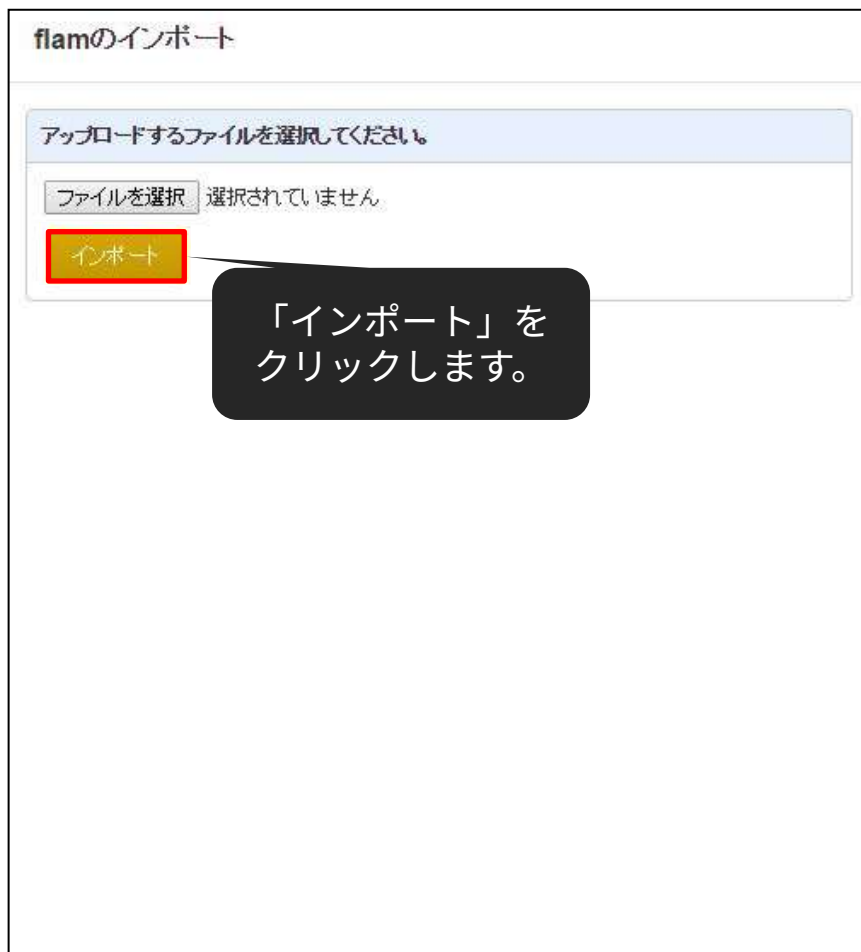 flamのインポート
アップロードするファイルを選択してください。
ファイルを選択 選択されていません
インポート
「インポート」を
クリックします。